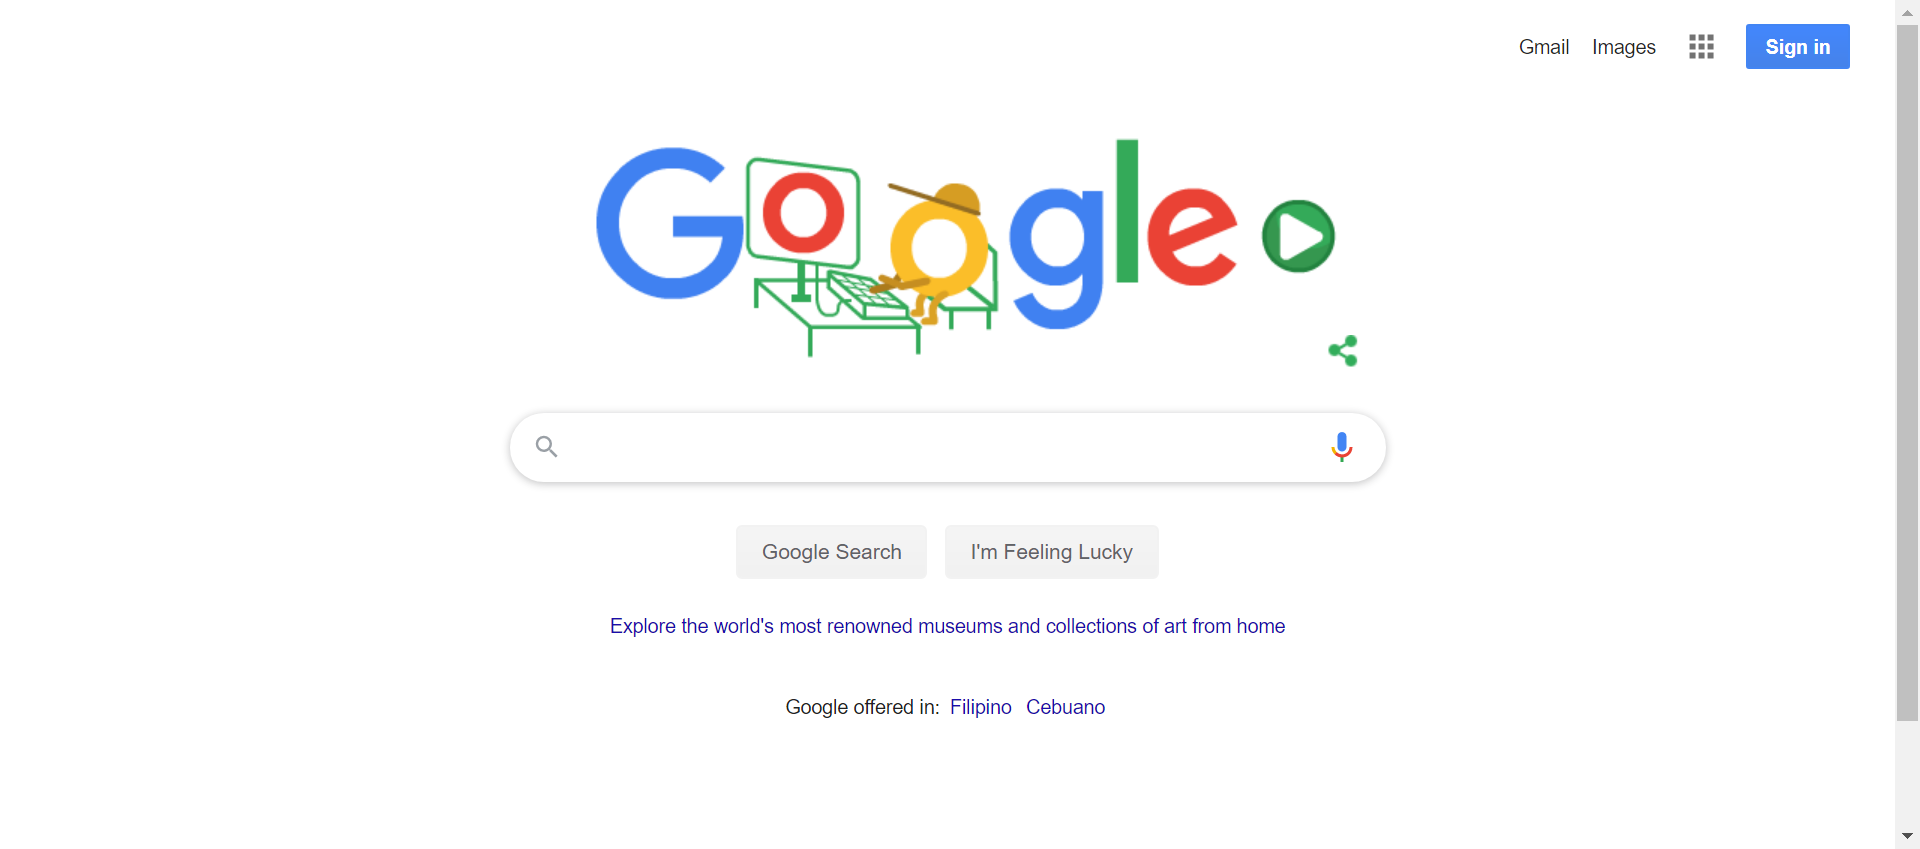 Gmail Images Sign in
Google
Google Search I'm Feeling Lucky
Explore the world's most renowned museums and collections of art from home
Google offered in: Filipino Cebuano